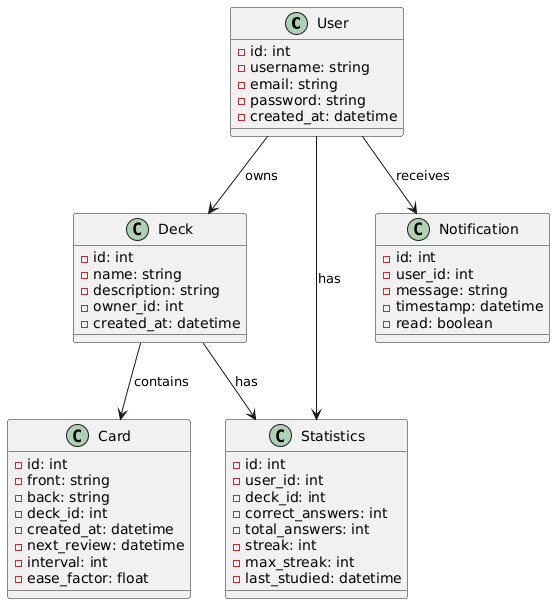 C User
id: int
username: string
email: string
password: string
created_at: datetime
owns
receives
has
C Deck
id: int
name: string
description: string
owner_id: int
created_at: datetime
C Notification
id: int
user_id: int
message: string
timestamp: datetime
read: boolean
contains
has
C Card
id: int
front: string
back: string
deck_id: int
created_at: datetime
next_review: datetime
interval: int
ease_factor: float
C Statistics
id: int
user_id: int
deck_id: int
correct_answers: int
total_answers: int
streak: int
max_streak: int
last_studied: datetime